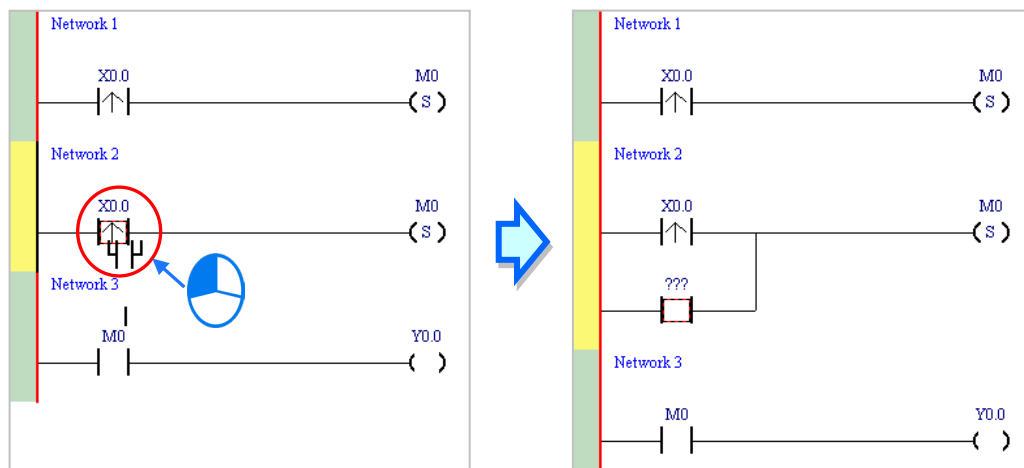 Network 1
X0.0 M0
S
Network 2
X0.0 M0
S
Network 3
M0 Y0.0
Network 1
X0.0 M0
S
Network 2
X0.0 M0
S
???
Network 3
M0 Y0.0